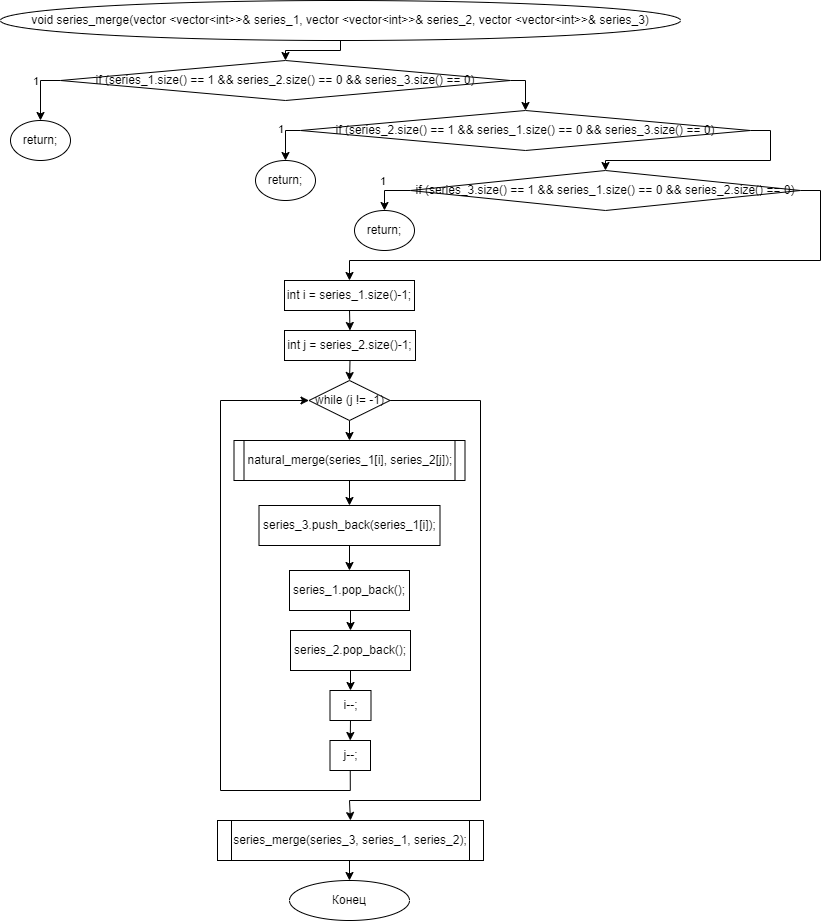 void series_merge(vector <vector<int>>& series_1, vector <vector<int>>& series_2, vector <vector<int>>& series_3)
if (series_1.size() == 1 && series_2.size() == 0 && series_3.size() == 0)
1
return;
if (series_2.size() == 1 && series_1.size() == 0 && series_3.size() == 0)
1
return;
if (series_3.size() == 1 && series_1.size() == 0 && series_2.size() == 0)
1
return;
int i = series_1.size()-1;
int j = series_2.size()-1;
while (j != -1)
natural_merge(series_1[i], series_2[j]);
series_3.push_back(series_1[i]);
series_1.pop_back();
series_2.pop_back();
i--;
j--;
series_merge(series_3, series_1, series_2);
Конец